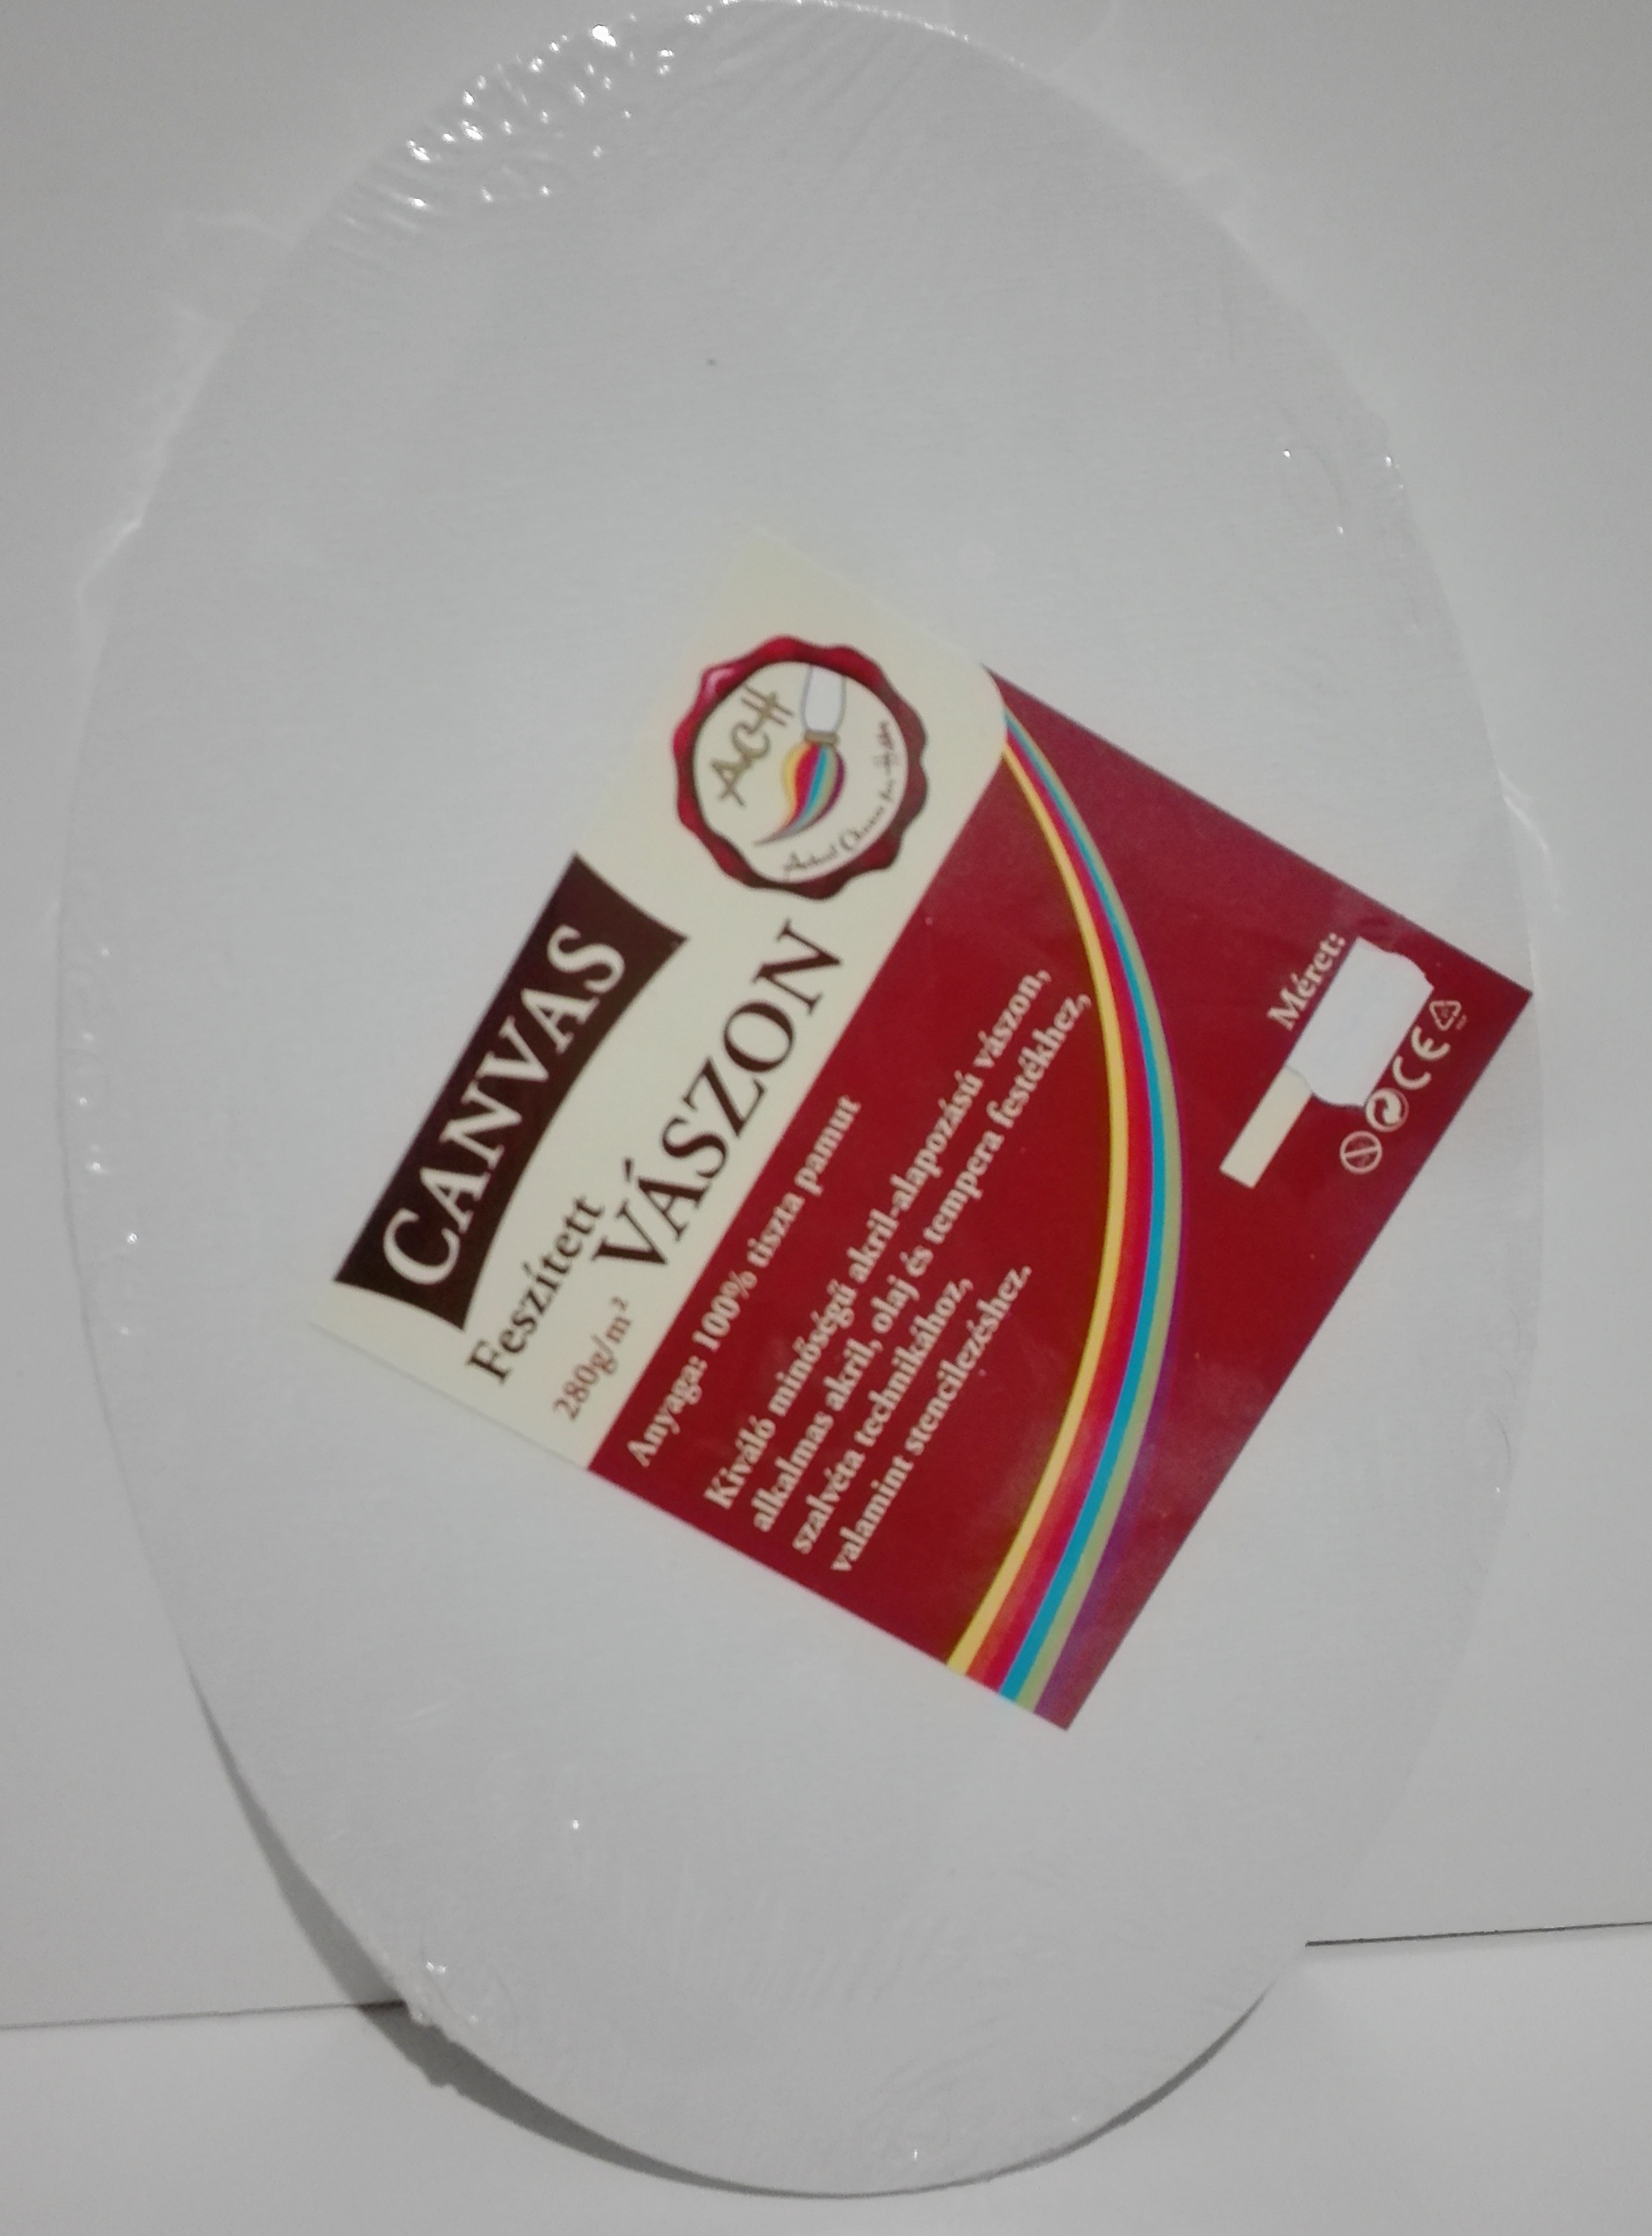 CANVAS
Feszített
VÁSZON
280g/m²
ACH
Anyaga: 100% tiszta pamut
Kiváló minőségű akril-alapozású vászon,
alkalmas akril, olaj és tempera festékhez,
szalvéta technikához,
valamint stencilezéshez.
Méret:
CE